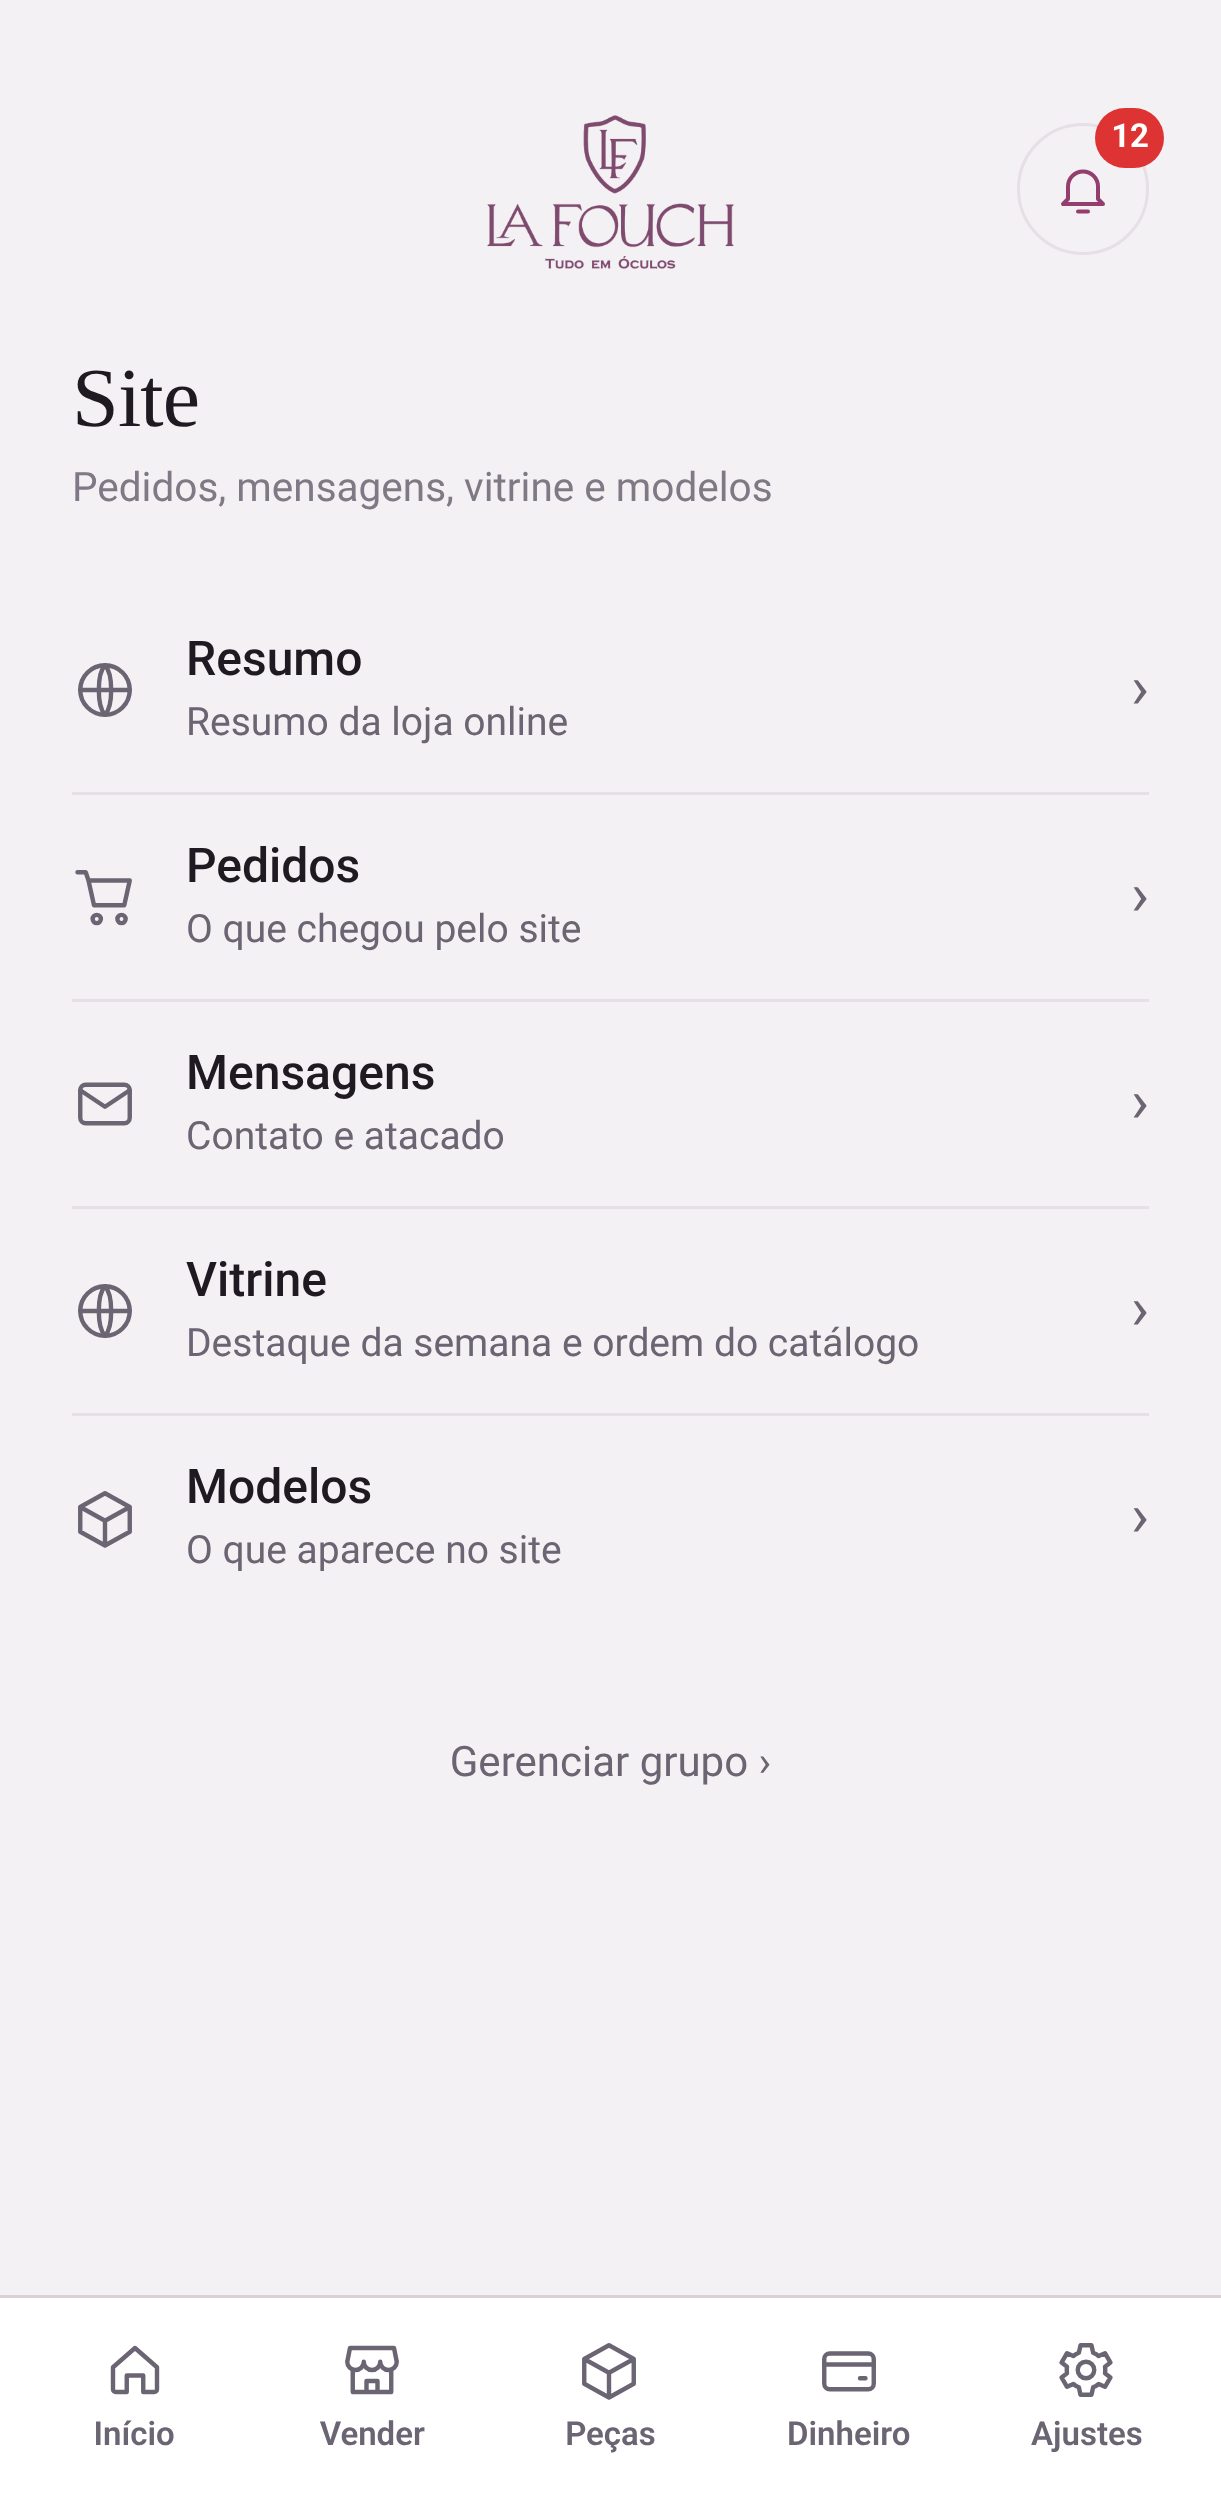 LF
LA FOUCH
TUDO EM ÓCULOS
12
Site
Pedidos, mensagens, vitrine e modelos
Resumo
Resumo da loja online
›
Pedidos
O que chegou pelo site
›
Mensagens
Contato e atacado
›
Vitrine
Destaque da semana e ordem do catálogo
›
Modelos
O que aparece no site
›
Gerenciar grupo ›
Início
Vender
Peças
Dinheiro
Ajustes